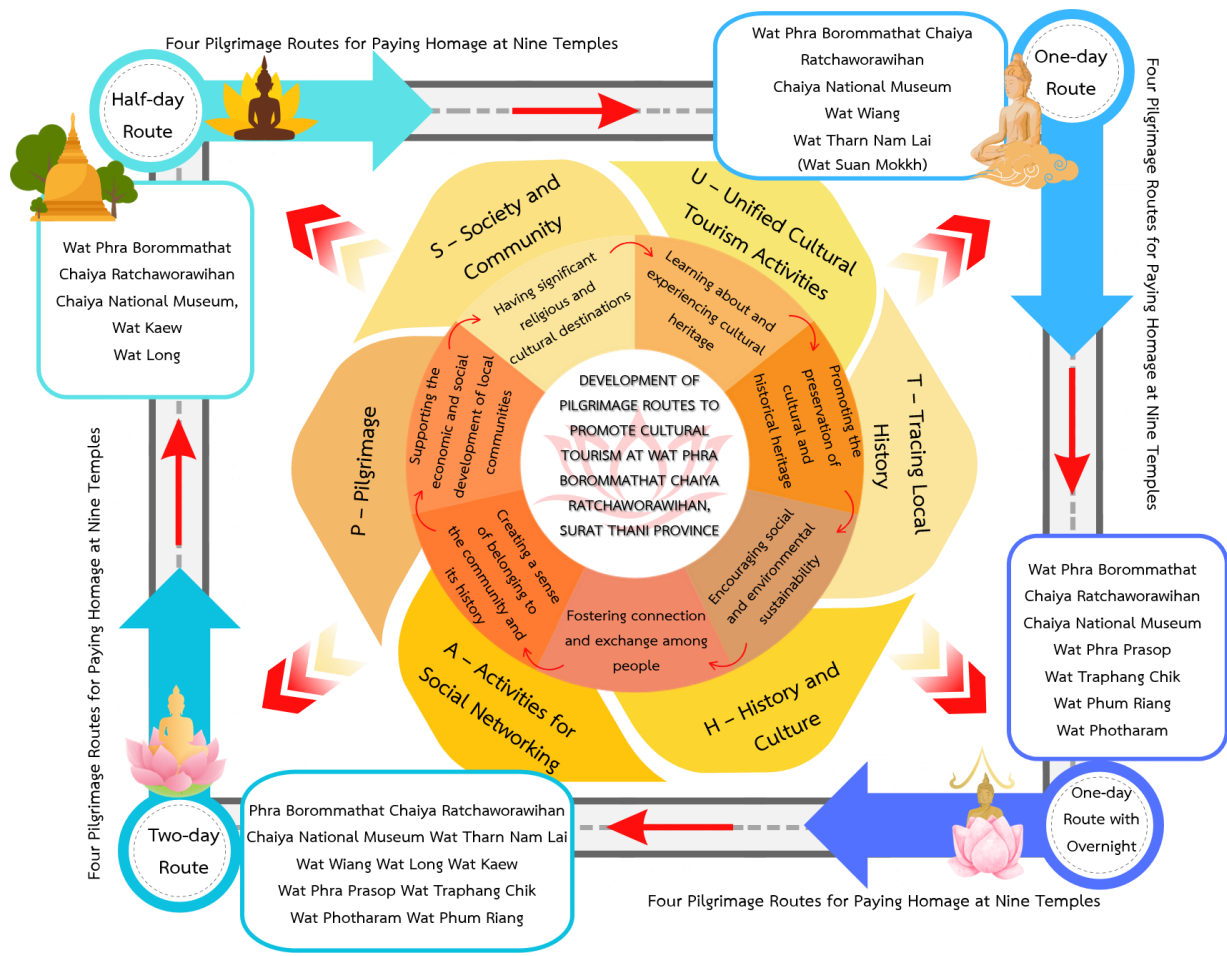 Four Pilgrimage Routes for Paying Homage at Nine Temples
Half-day
Route
Wat Phra Borommathat
Chaiya Ratchaworawihan
Chaiya National Museum,
Wat Kaew
Wat Long
Wat Phra Borommathat Chaiya
Ratchaworawihan
Chaiya National Museum
Wat Wiang
Wat Tharn Nam Lai
(Wat Suan Mokkh)
One-day
Route
Four Pilgrimage Routes for Paying Homage at Nine Temples
Wat Phra Borommathat
Chaiya Ratchaworawihan
Chaiya National Museum
Wat Phra Prasop
Wat Traphang Chik
Wat Phum Riang
Wat Photharam
One-day
Route with
Overnight
Four Pilgrimage Routes for Paying Homage at Nine Temples
Phra Borommathat Chaiya Ratchaworawihan
Chaiya National Museum Wat Tharn Nam Lai
Wat Wiang Wat Long Wat Kaew
Wat Phra Prasop Wat Traphang Chik
Wat Photharam Wat Phum Riang
Two-day
Route
Four Pilgrimage Routes for Paying Homage at Nine Temples
S – Society and
Community
U – Unified Cultural
Tourism Activities
T – Tracing Local
History
H – History and
Culture
A – Activities for
Social Networking
P – Pilgrimage
Having significant
religious and
cultural destinations
Learning about and
experiencing cultural
heritage
Promoting the
preservation of
cultural and
historical heritage
Encouraging social
and environmental
sustainability
Fostering connection
and exchange among
people
Creating a sense
of belonging to
the community and
its history
Supporting the
economic and social
development of local
communities
DEVELOPMENT OF
PILGRIMAGE ROUTES TO
PROMOTE CULTURAL
TOURISM AT WAT PHRA
BOROMMATHAT CHAIYA
RATCHAWORAWIHAN,
SURAT THANI PROVINCE